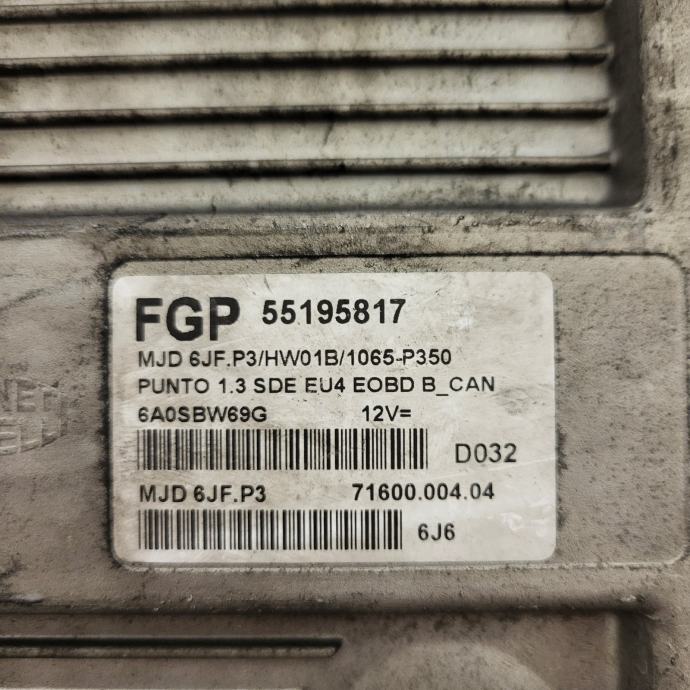 FGP 55195817
MJD 6JF.P3/HW01B/1065-P350
PUNTO 1.3 SDE EU4 EOBD B_CAN
6A0SBW69G 12V=
D032
MJD 6JF.P3 71600.004.04
6J6